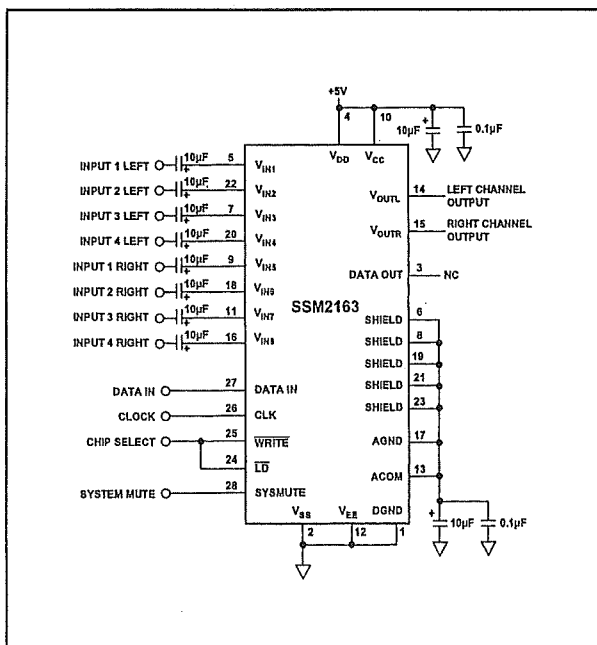 +5V
4 10
10µF 0.1µF
V_DD V_CC
INPUT 1 LEFT 10µF + 5 V_IN1
INPUT 2 LEFT 10µF + 22 V_IN2
INPUT 3 LEFT 10µF + 7 V_IN3
INPUT 4 LEFT 10µF + 20 V_IN4
INPUT 1 RIGHT 10µF + 9 V_IN5
INPUT 2 RIGHT 10µF + 18 V_IN6
INPUT 3 RIGHT 10µF + 11 V_IN7
INPUT 4 RIGHT 10µF + 16 V_IN8
DATA IN 27 DATA IN
CLOCK 26 CLK
CHIP SELECT 25 WRITE
24 LD
SYSTEM MUTE 28 SYSMUTE
SSM2163
V_OUTL 14 LEFT CHANNEL
OUTPUT
V_OUTR 15 RIGHT CHANNEL
OUTPUT
DATA OUT 3 NC
SHIELD 6
SHIELD 8
SHIELD 19
SHIELD 21
SHIELD 23
AGND 17
ACOM 13
V_SS V_EE DGND
2 12 1
+ 10µF 0.1µF